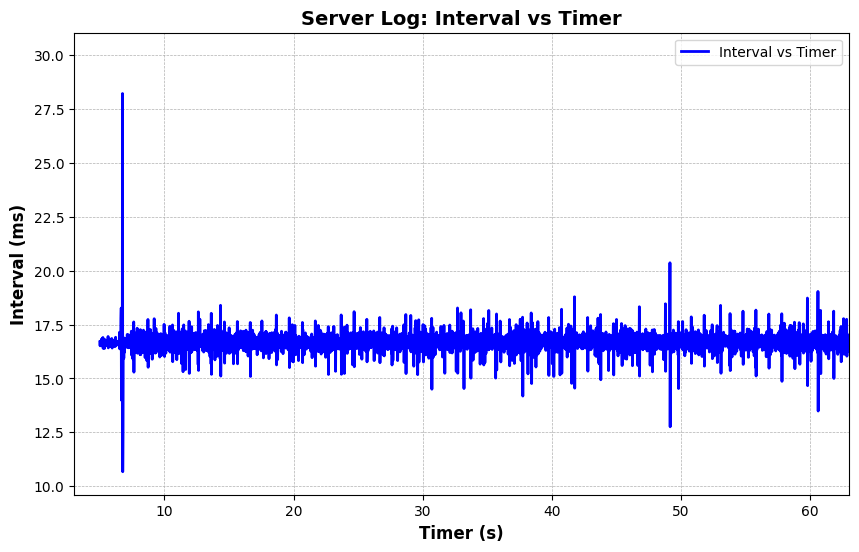 Server Log: Interval vs Timer
Interval vs Timer
30.0
27.5
25.0
22.5
20.0
17.5
15.0
12.5
10.0
Interval (ms)
10 20 30 40 50 60
Timer (s)